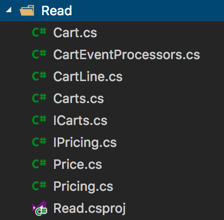 Read
C# Cart.cs
C# CartEventProcessors.cs
C# CartLine.cs
C# Carts.cs
C# ICarts.cs
C# IPricing.cs
C# Price.cs
C# Pricing.cs
Read.csproj